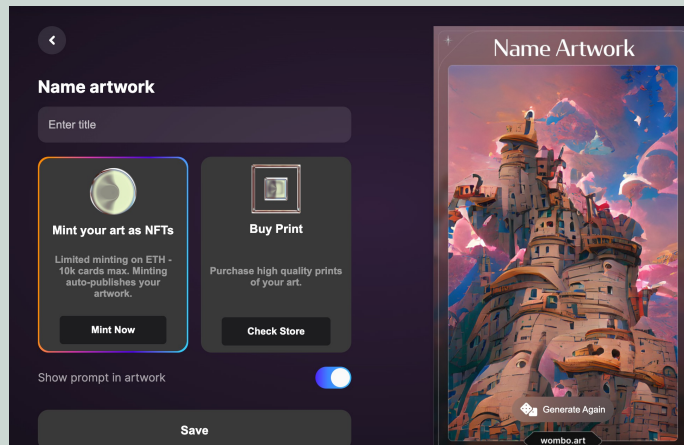 Name artwork
Enter title
Mint your art as NFTs
Limited minting on ETH -
10k cards max. Minting
auto-publishes your
artwork.
Mint Now
Buy Print
Purchase high quality prints
of your art.
Check Store
Show prompt in artwork
Save
Name Artwork
Generate Again
wombo.art